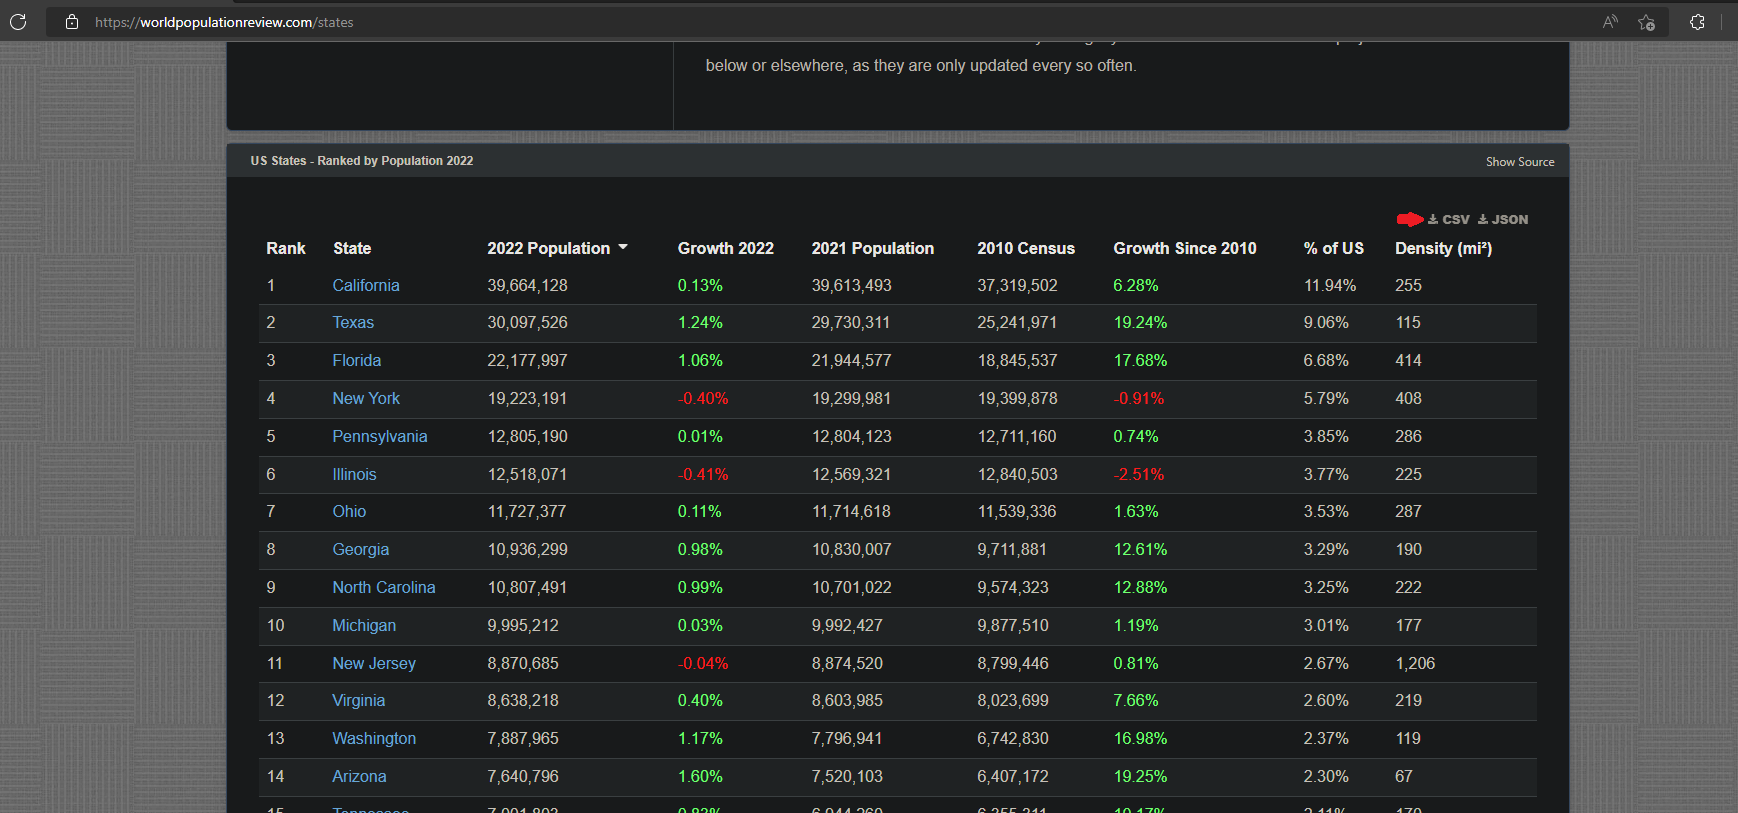 https://worldpopulationreview.com/states
below or elsewhere, as they are only updated every so often.
US States - Ranked by Population 2022 Show Source
CSV JSON
Rank State 2022 Population Growth 2022 2021 Population 2010 Census Growth Since 2010 % of US Density (mi²)
1 California 39,664,128 0.13% 39,613,493 37,319,502 6.28% 11.94% 255
2 Texas 30,097,526 1.24% 29,730,311 25,241,971 19.24% 9.06% 115
3 Florida 22,177,997 1.06% 21,944,577 18,845,537 17.68% 6.68% 414
4 New York 19,223,191 -0.40% 19,299,981 19,399,878 -0.91% 5.79% 408
5 Pennsylvania 12,805,190 0.01% 12,804,123 12,711,160 0.74% 3.85% 286
6 Illinois 12,518,071 -0.41% 12,569,321 12,840,503 -2.51% 3.77% 225
7 Ohio 11,727,377 0.11% 11,714,618 11,539,336 1.63% 3.53% 287
8 Georgia 10,936,299 0.98% 10,830,007 9,711,881 12.61% 3.29% 190
9 North Carolina 10,807,491 0.99% 10,701,022 9,574,323 12.88% 3.25% 222
10 Michigan 9,995,212 0.03% 9,992,427 9,877,510 1.19% 3.01% 177
11 New Jersey 8,870,685 -0.04% 8,874,520 8,799,446 0.81% 2.67% 1,206
12 Virginia 8,638,218 0.40% 8,603,985 8,023,699 7.66% 2.60% 219
13 Washington 7,887,965 1.17% 7,796,941 6,742,830 16.98% 2.37% 119
14 Arizona 7,640,796 1.60% 7,520,103 6,407,172 19.25% 2.30% 67
15 Tennessee